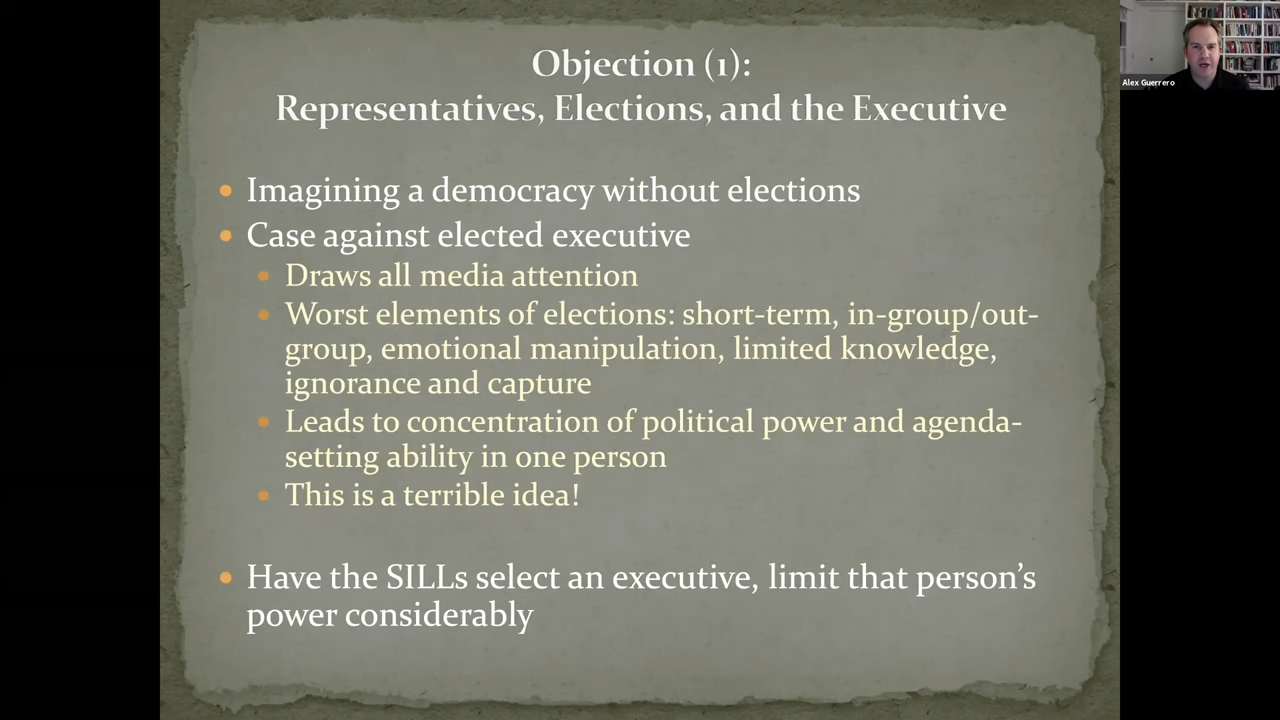 Objection (1):
Representatives, Elections, and the Executive
Imagining a democracy without elections
Case against elected executive
Draws all media attention
Worst elements of elections: short-term, in-group/out-
group, emotional manipulation, limited knowledge,
ignorance and capture
Leads to concentration of political power and agenda-
setting ability in one person
This is a terrible idea!
Have the SILLs select an executive, limit that person’s
power considerably
Alex Guerrero